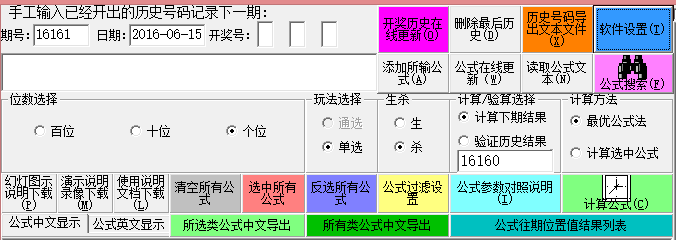 手工输入已经开出的历史号码记录下一期:
期号: 16161 日期: 2016-06-15 开奖号:
开奖历史在线更新(O)
删除最后历史(D)
历史号码导出文本文件(X)
软件设置(T)
添加所输公式(A)
公式在线更新(W)
读取公式文本(N)
公式搜索(F)
位数选择
百位 十位 个位
玩法选择
通选
单选
生杀
生
杀
计算/验算选择
计算下期结果
验证历史结果
16160
计算方法
最优公式法
计算选中公式
幻灯图示说明下载(P)
演示说明录像下载(M)
使用说明文档下载(L)
清空所有公式
选中所有公式
反选所有公式
公式过滤设置
公式参数对照说明(I)
计算公式(C)
公式中文显示 公式英文显示 所选类公式中文导出 所有类公式中文导出 公式往期位置值结果列表